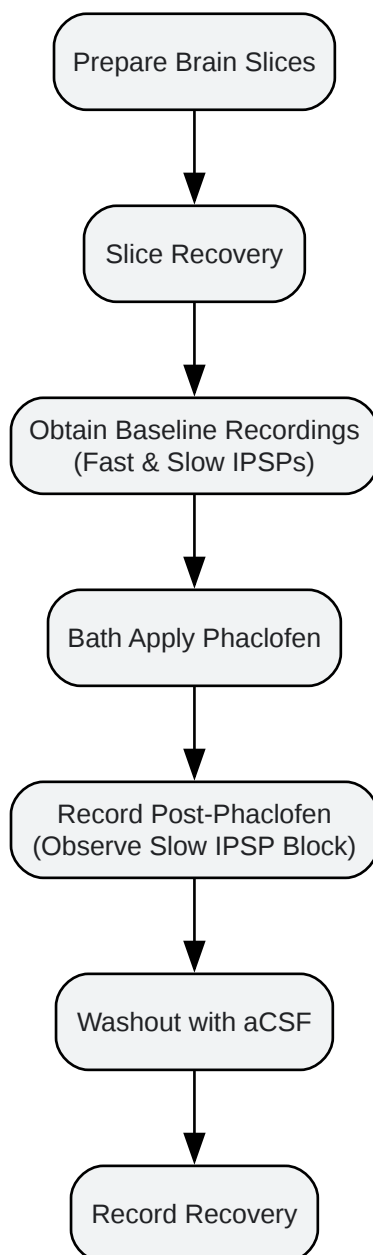 Prepare Brain Slices
Slice Recovery
Obtain Baseline Recordings
(Fast & Slow IPSPs)
Bath Apply Phaclofen
Record Post-Phaclofen
(Observe Slow IPSP Block)
Washout with aCSF
Record Recovery